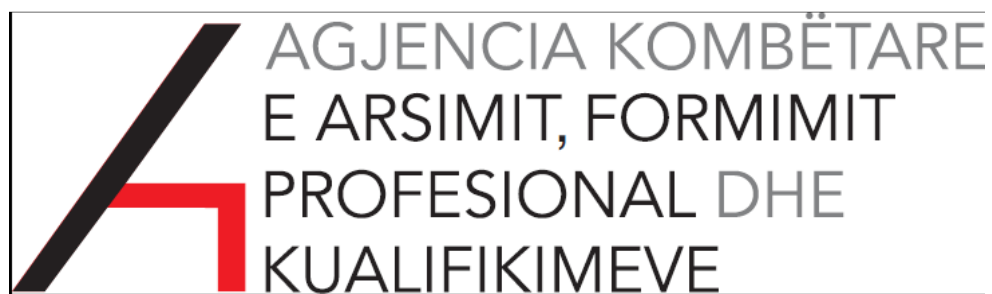 AGJENCIA KOMBËTARE
E ARSIMIT, FORMIMIT
PROFESIONAL DHE
KUALIFIKIMEVE